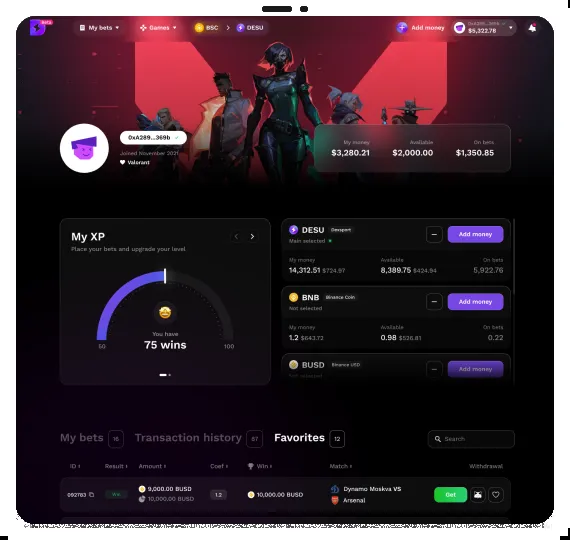 Beta
My bets
Games
BSC
DESU
Add money
0xA289...369b
$5,322.78
0xA289...369b
Joined November 2021
Valorant
My money
Available
On bets
$3,280.21
$2,000.00
$1,350.85
My XP
Place your bets and upgrade your level
You have
75 wins
50
100
DESU
Dexsport
Main selected
Add money
My money
Available
On bets
14,312.51 $724.97
8,389.75 $424.94
5,922.76
BNB
Binance Coin
Not selected
Add money
My money
Available
On bets
1.2 $643.73
0.98 $526.81
0.22
BUSD
Binance USD
Not selected
Add money
My bets 16
Transaction history 87
Favorites 12
Search
ID
Result
Amount
Coef
Win
Match
Withdrawal
092783
Win
9,000.00 BUSD
10,000.00 BUSD
1.2
10,000.00 BUSD
Dynamo Moskva VS
Arsenal
Get